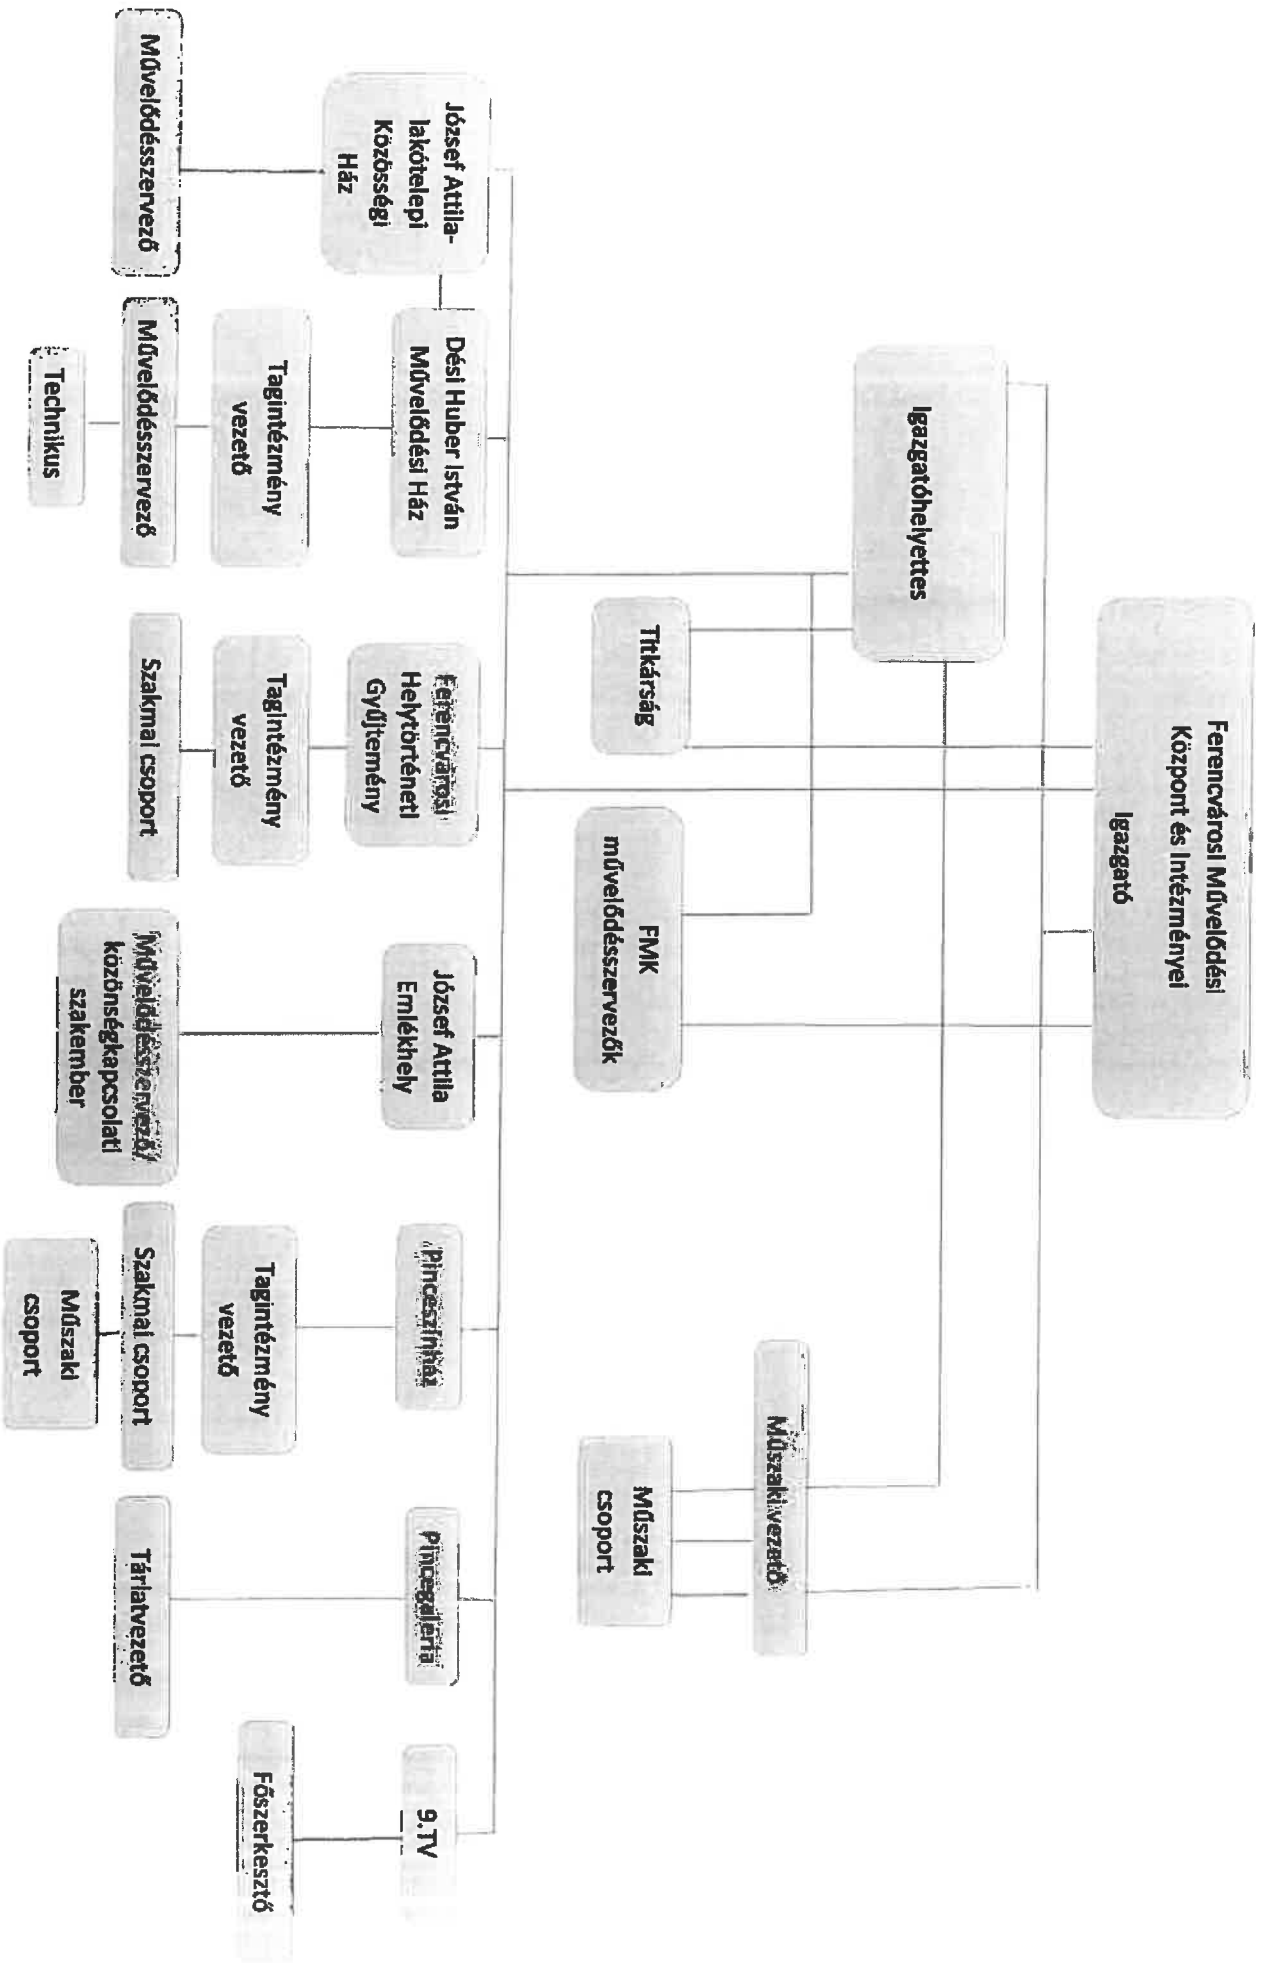 Ferencvárosi Művelődési
Központ és Intézményei
Igazgató
Igazgatóhelyettes
Titkárság
FMK
művelődésszervezők
Műszaki vezető
Műszaki
csoport
József Attila-
lakótelepi
Közösségi
Ház
Művelődésszervező
Dési Huber István
Művelődési Ház
Tagintézmény
vezető
Művelődésszervező
Technikus
Ferencvárosi
Helytörténeti
Gyűjtemény
Tagintézmény
vezető
Szakmai csoport
József Attila
Emlékhely
Művelődésszervező/
közönségkapcsolati
szakember
Pinceszínház
Tagintézmény
vezető
Szakmai csoport
Műszaki
csoport
Pincegaléria
Tárlatvezető
9.TV
Főszerkesztő